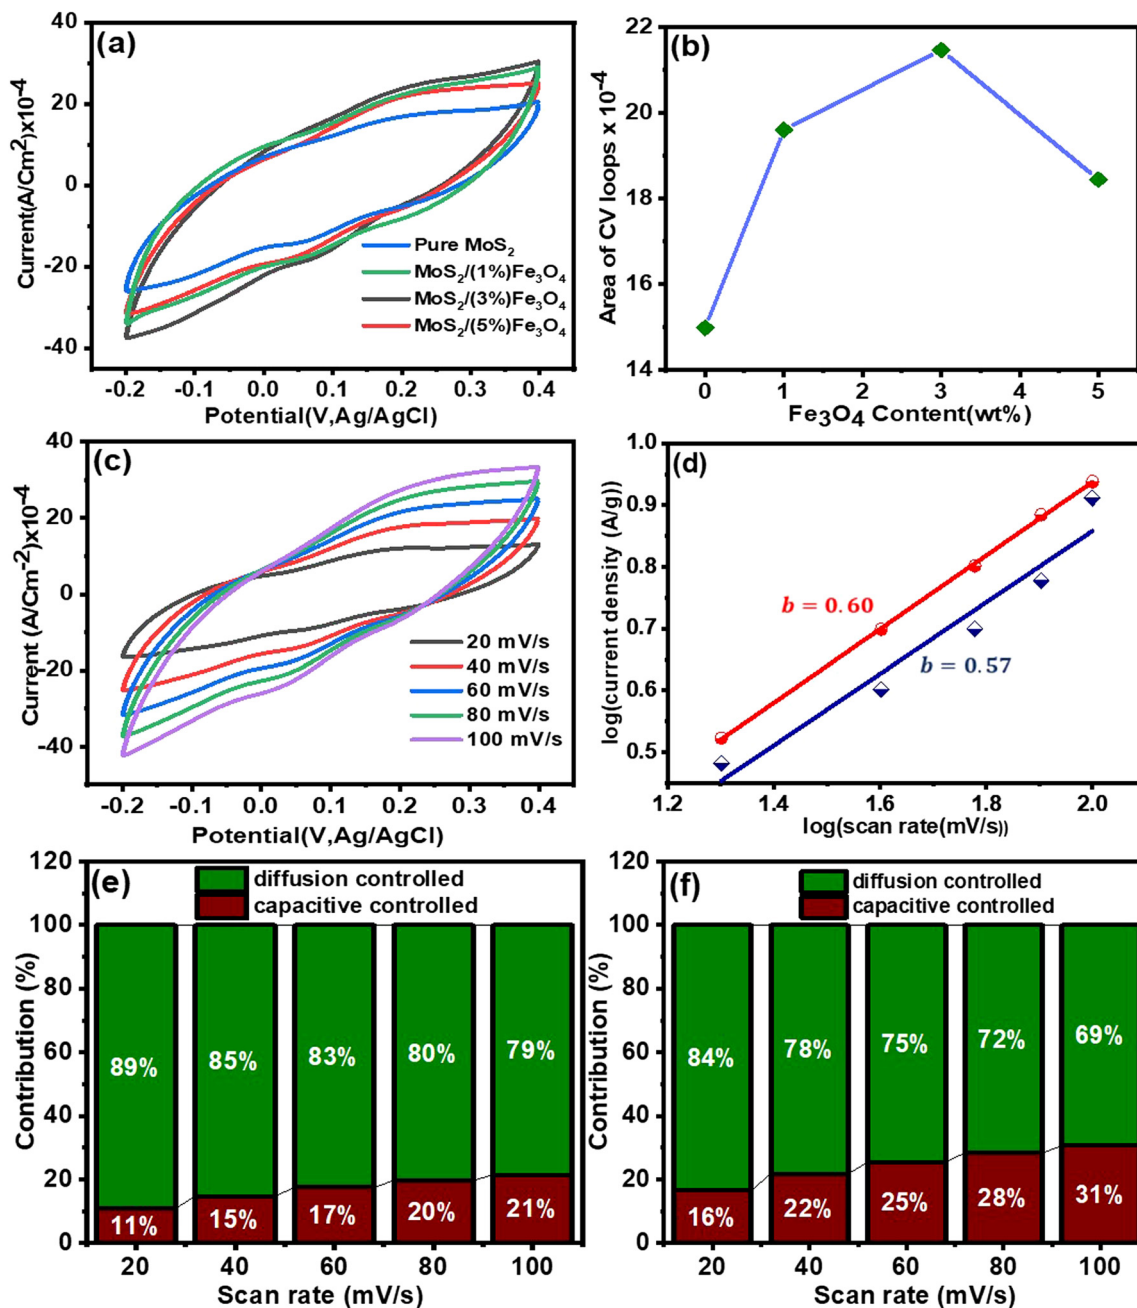 (a)
40
20
0
-20
-40
Current(A/Cm²)x10⁻⁴
Pure MoS₂
MoS₂/(1%)Fe₃O₄
MoS₂/(3%)Fe₃O₄
MoS₂/(5%)Fe₃O₄
-0.2 -0.1 0.0 0.1 0.2 0.3 0.4
Potential(V,Ag/AgCl)
(b)
22
20
18
16
14
Area of CV loops x 10⁻⁴
0 1 2 3 4 5
Fe₃O₄ Content(wt%)
(c)
40
20
0
-20
-40
Current (A/Cm⁻²)x10⁻⁴
20 mV/s
40 mV/s
60 mV/s
80 mV/s
100 mV/s
-0.2 -0.1 0.0 0.1 0.2 0.3 0.4
Potential(V,Ag/AgCl)
(d)
1.0
0.9
0.8
0.7
0.6
0.5
log(current density (A/g))
b = 0.60
b = 0.57
1.2 1.4 1.6 1.8 2.0
log(scan rate(mV/s))
(e)
diffusion controlled
capacitive controlled
120
100
80
60
40
20
0
Contribution (%)
89% 85% 83% 80% 79%
11% 15% 17% 20% 21%
20 40 60 80 100
Scan rate (mV/s)
(f)
diffusion controlled
capacitive controlled
120
100
80
60
40
20
0
Contribution (%)
84% 78% 75% 72% 69%
16% 22% 25% 28% 31%
20 40 60 80 100
Scan rate (mV/s)